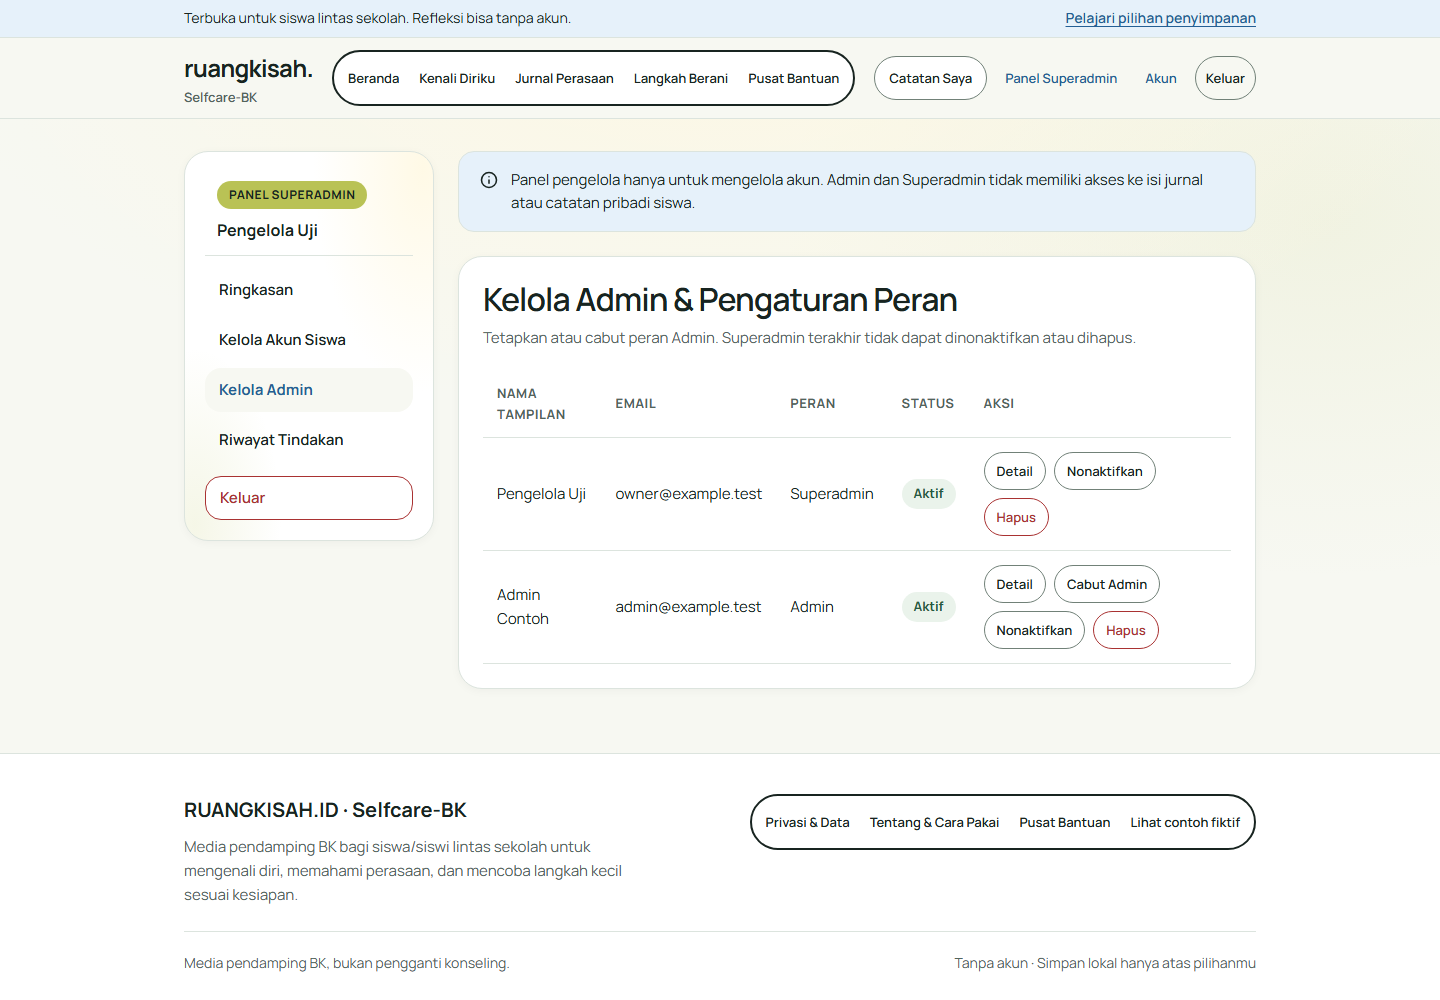 Terbuka untuk siswa lintas sekolah. Refleksi bisa tanpa akun.
Pelajari pilihan penyimpanan
ruangkisah.
Selfcare-BK
Beranda
Kenali Diriku
Jurnal Perasaan
Langkah Berani
Pusat Bantuan
Catatan Saya
Panel Superadmin
Akun
Keluar
PANEL SUPERADMIN
Pengelola Uji
Ringkasan
Kelola Akun Siswa
Kelola Admin
Riwayat Tindakan
Keluar
Panel pengelola hanya untuk mengelola akun. Admin dan Superadmin tidak memiliki akses ke isi jurnal
atau catatan pribadi siswa.
Kelola Admin & Pengaturan Peran
Tetapkan atau cabut peran Admin. Superadmin terakhir tidak dapat dinonaktifkan atau dihapus.
NAMA
TAMPILAN
EMAIL
PERAN
STATUS
AKSI
Pengelola Uji
owner@example.test
Superadmin
Aktif
Detail
Nonaktifkan
Hapus
Admin
Contoh
admin@example.test
Admin
Aktif
Detail
Cabut Admin
Nonaktifkan
Hapus
RUANGKISAH.ID · Selfcare-BK
Media pendamping BK bagi siswa/siswi lintas sekolah untuk
mengenali diri, memahami perasaan, dan mencoba langkah kecil
sesuai kesiapan.
Privasi & Data
Tentang & Cara Pakai
Pusat Bantuan
Lihat contoh fiktif
Media pendamping BK, bukan pengganti konseling.
Tanpa akun · Simpan lokal hanya atas pilihanmu